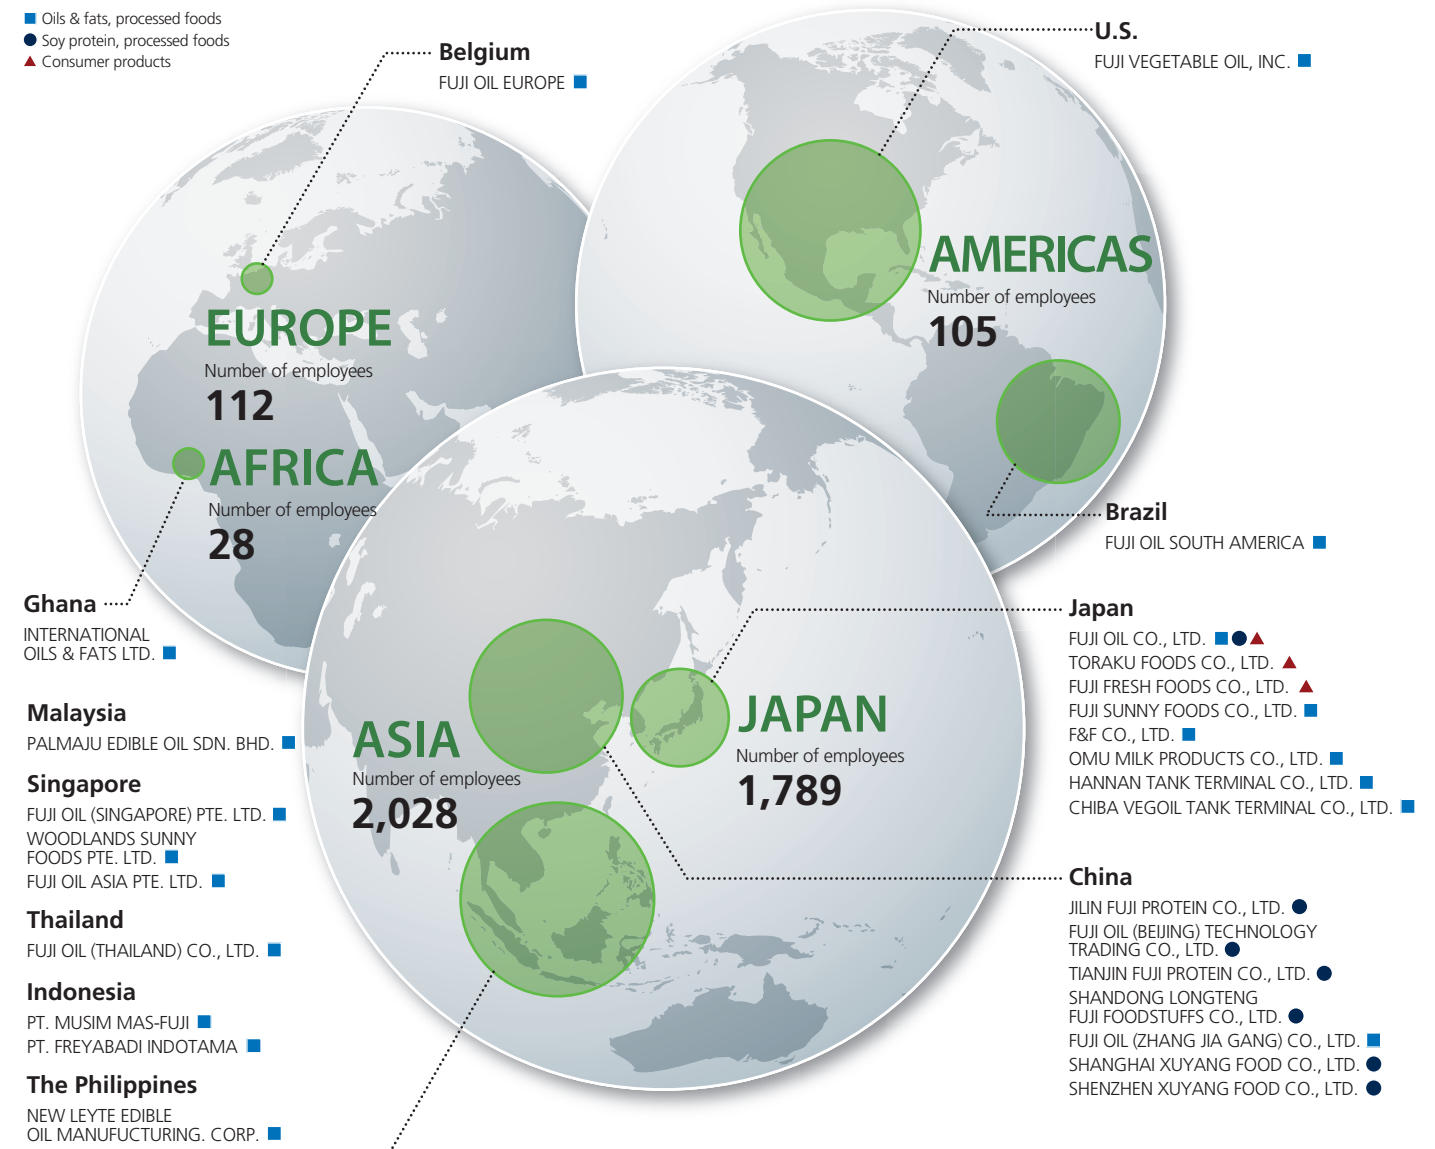 Oils & fats, processed foods
Soy protein, processed foods
Consumer products
Belgium
FUJI OIL EUROPE
U.S.
FUJI VEGETABLE OIL, INC.
EUROPE
Number of employees
112
AFRICA
Number of employees
28
AMERICAS
Number of employees
105
Brazil
FUJI OIL SOUTH AMERICA
Ghana
INTERNATIONAL
OILS & FATS LTD.
Malaysia
PALMAJU EDIBLE OIL SDN. BHD.
Singapore
FUJI OIL (SINGAPORE) PTE. LTD.
WOODLANDS SUNNY
FOODS PTE. LTD.
FUJI OIL ASIA PTE. LTD.
Thailand
FUJI OIL (THAILAND) CO., LTD.
Indonesia
PT. MUSIM MAS-FUJI
PT. FREYABADI INDOTAMA
The Philippines
NEW LEYTE EDIBLE
OIL MANUFUCTURING. CORP.
ASIA
Number of employees
2,028
JAPAN
Number of employees
1,789
Japan
FUJI OIL CO., LTD.
TORAKU FOODS CO., LTD.
FUJI FRESH FOODS CO., LTD.
FUJI SUNNY FOODS CO., LTD.
F&F CO., LTD.
OMU MILK PRODUCTS CO., LTD.
HANNAN TANK TERMINAL CO., LTD.
CHIBA VEGOIL TANK TERMINAL CO., LTD.
China
JILIN FUJI PROTEIN CO., LTD.
FUJI OIL (BEIJING) TECHNOLOGY
TRADING CO., LTD.
TIANJIN FUJI PROTEIN CO., LTD.
SHANDONG LONGTENG
FUJI FOODSTUFFS CO., LTD.
FUJI OIL (ZHANG JIA GANG) CO., LTD.
SHANGHAI XUYANG FOOD CO., LTD.
SHENZHEN XUYANG FOOD CO., LTD.